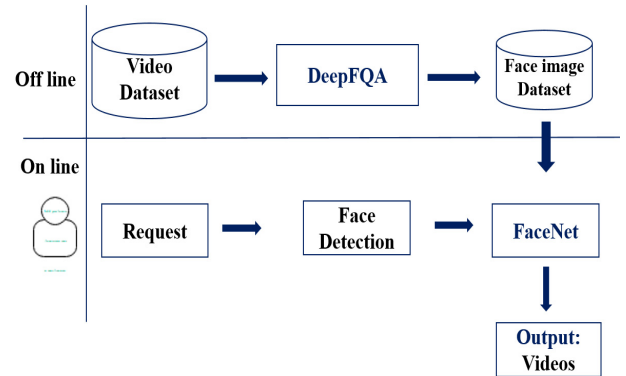 Off line
Video
Dataset
DeepFQA
Face image
Dataset
On line
Request
Face
Detection
FaceNet
Output:
Videos